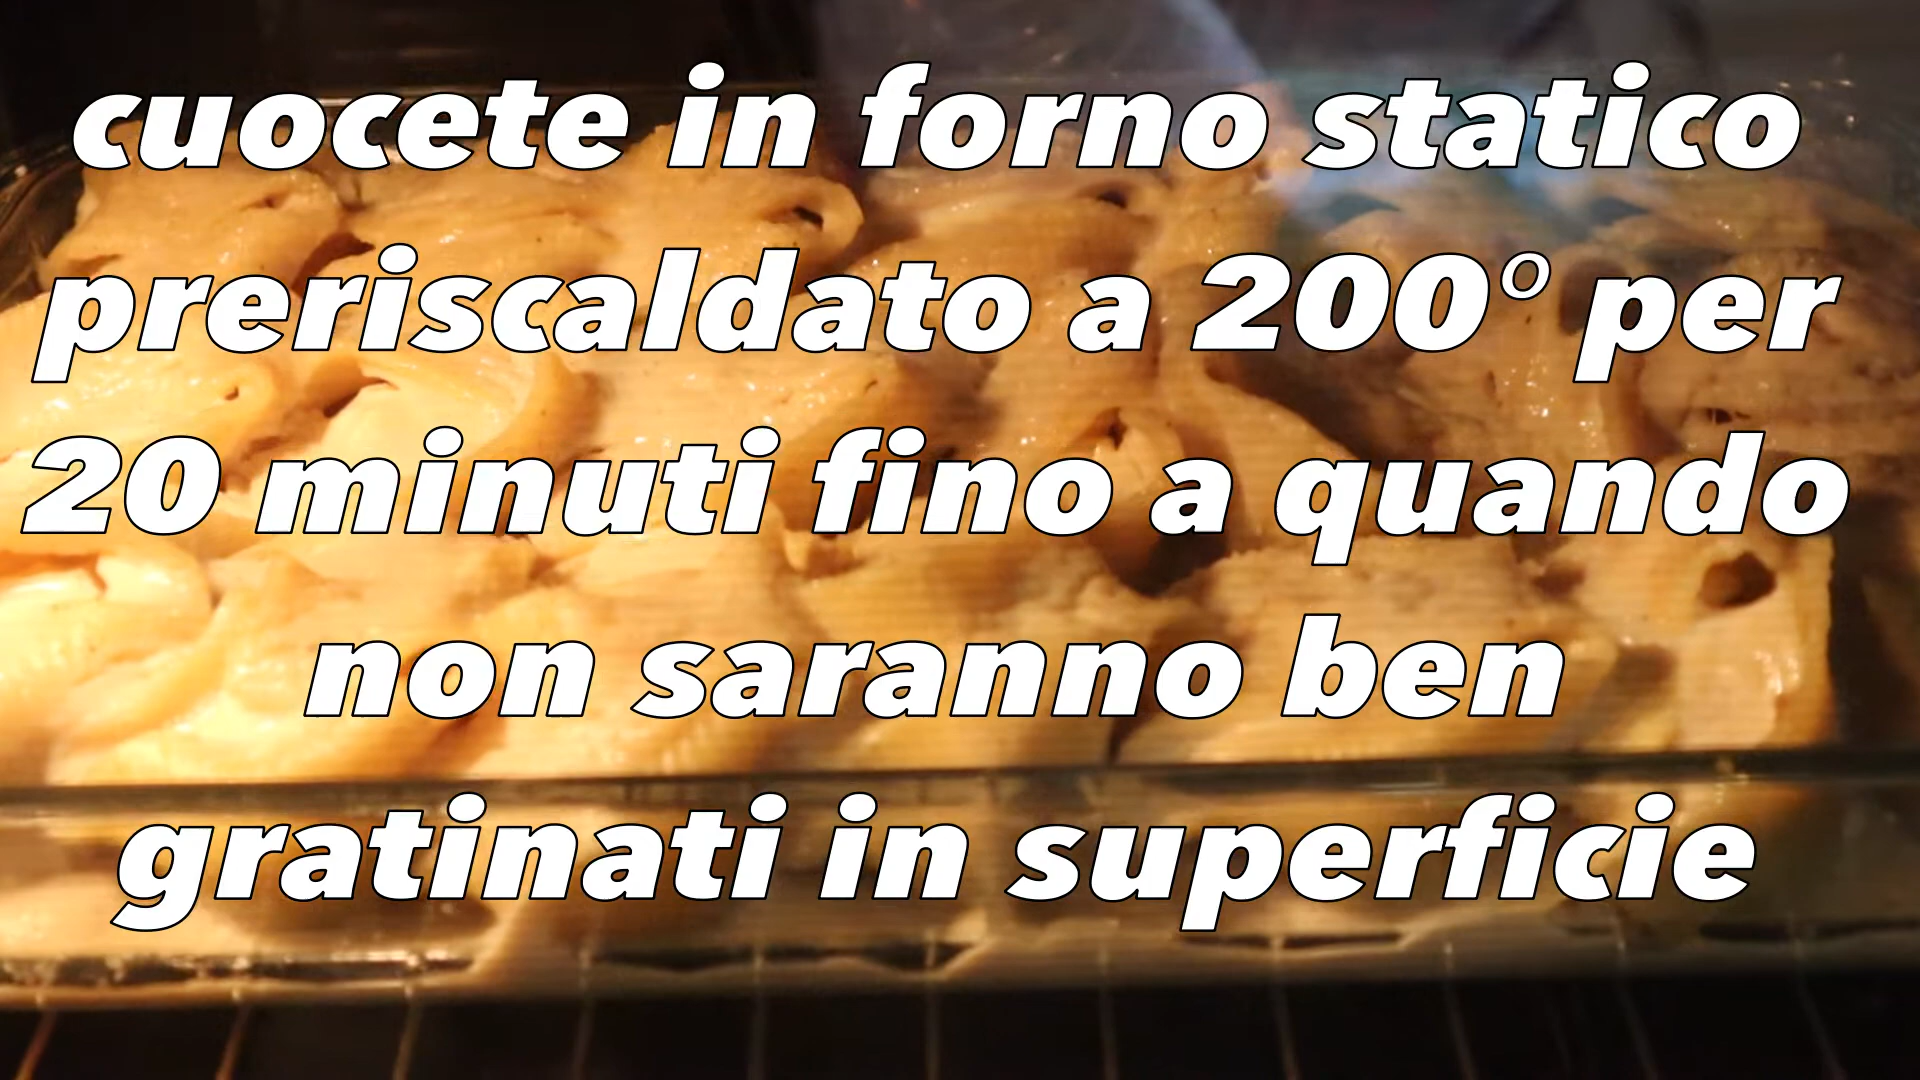 cuocete in forno statico
preriscaldato a 200° per
20 minuti fino a quando
non saranno ben
gratinati in superficie